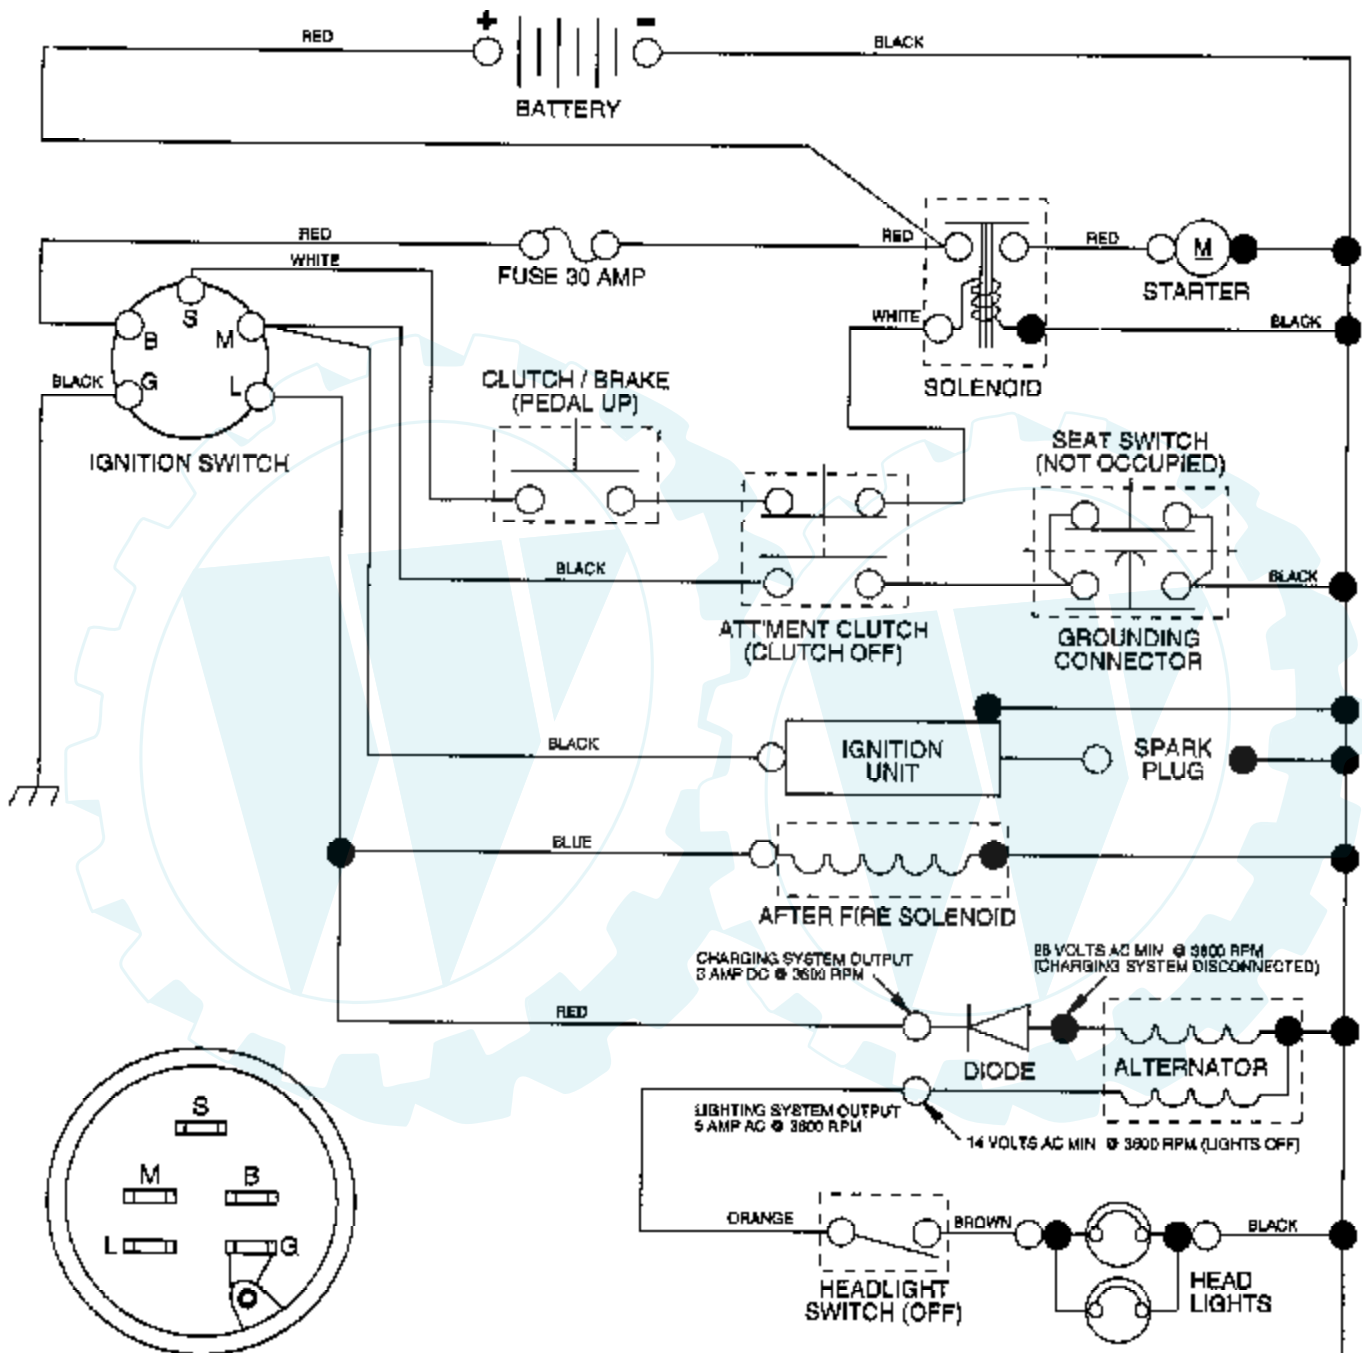 + -
RED
BLACK
BATTERY
RED
WHITE
FUSE 30 AMP
RED
RED
M
STARTER
S
B
M
G
L
BLACK
IGNITION SWITCH
WHITE
BLACK
SOLENOID
CLUTCH / BRAKE
(PEDAL UP)
SEAT SWITCH
(NOT OCCUPIED)
BLACK
BLACK
ATT'MENT CLUTCH
(CLUTCH OFF)
GROUNDING
CONNECTOR
BLACK
IGNITION
UNIT
SPARK
PLUG
BLUE
AFTER FIRE SOLENOID
CHARGING SYSTEM OUTPUT
3 AMP DC @ 3600 RPM
28 VOLTS AC MIN @ 3600 RPM
(CHARGING SYSTEM DISCONNECTED)
RED
DIODE
ALTERNATOR
LIGHTING SYSTEM OUTPUT
5 AMP AC @ 3600 RPM
14 VOLTS AC MIN @ 3600 RPM (LIGHTS OFF)
S
M
B
L
G
ORANGE
BROWN
BLACK
HEADLIGHT
SWITCH (OFF)
HEAD
LIGHTS